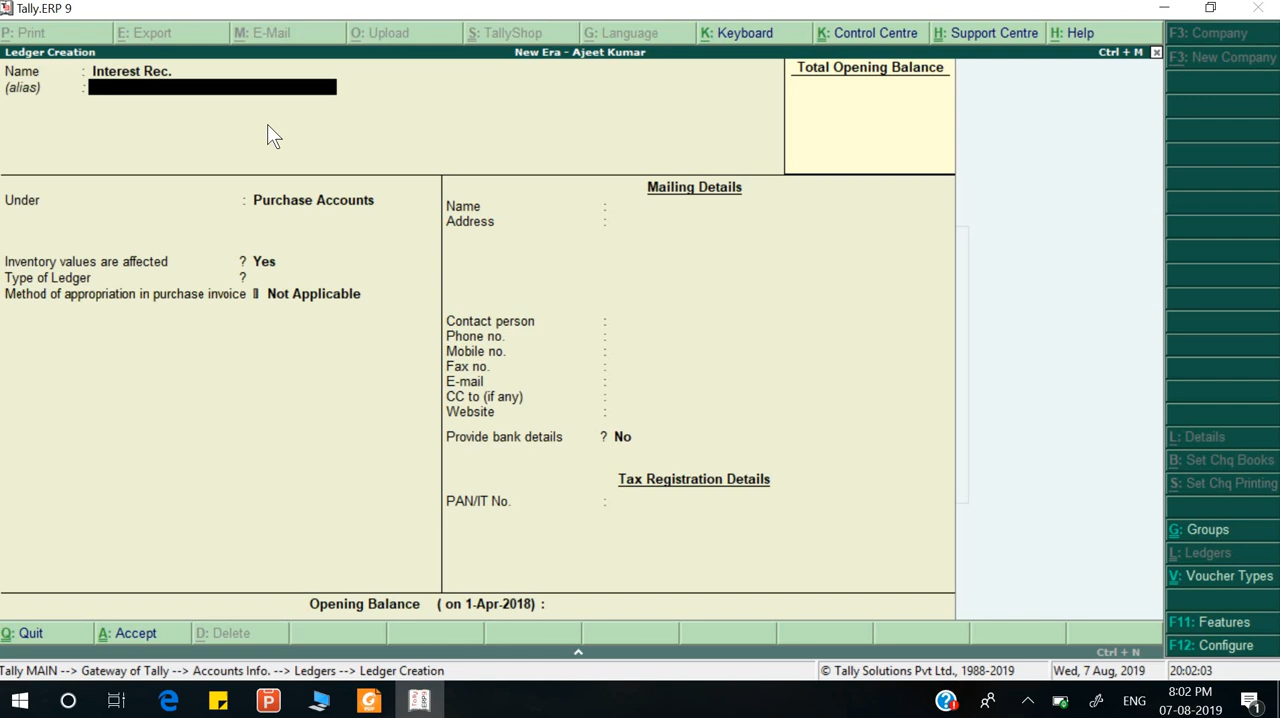 Tally.ERP 9
P: Print E: Export M: E-Mail O: Upload S: TallyShop G: Language K: Keyboard K: Control Centre H: Support Centre H: Help
F3: Company
Ledger Creation New Era - Ajeet Kumar Ctrl + M
F3: New Company
Name : Interest Rec.
(alias) :
Total Opening Balance
Under : Purchase Accounts
Inventory values are affected ? Yes
Type of Ledger ?
Method of appropriation in purchase invoice Not Applicable
Mailing Details
Name :
Address :
Contact person :
Phone no. :
Mobile no. :
Fax no. :
E-mail :
CC to (if any) :
Website :
Provide bank details ? No
Tax Registration Details
PAN/IT No. :
Opening Balance ( on 1-Apr-2018) :
L: Details
B: Set Chq Books
S: Set Chq Printing
G: Groups
L: Ledgers
V: Voucher Types
F11: Features
F12: Configure
Q: Quit A: Accept D: Delete
Ctrl + N
Tally MAIN --> Gateway of Tally --> Accounts Info. --> Ledgers --> Ledger Creation © Tally Solutions Pvt Ltd., 1988-2019 Wed, 7 Aug, 2019 20:02:03
ENG 8:02 PM
07-08-2019 1